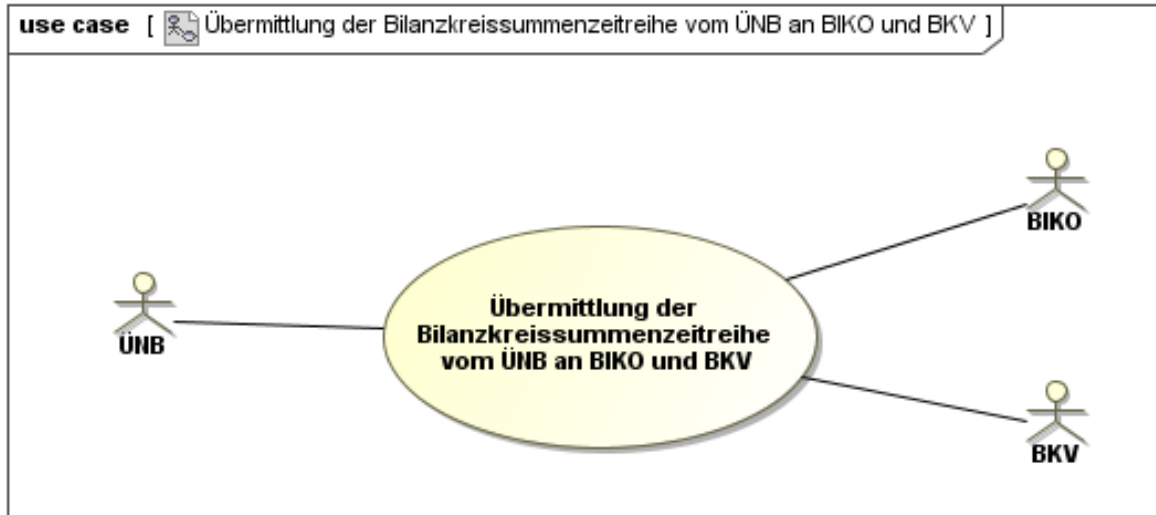 use case [ Übermittlung der Bilanzkreissummenzeitreihe vom ÜNB an BIKO und BKV ]
BIKO
ÜNB
Übermittlung der
Bilanzkreissummenzeitreihe
vom ÜNB an BIKO und BKV
BKV